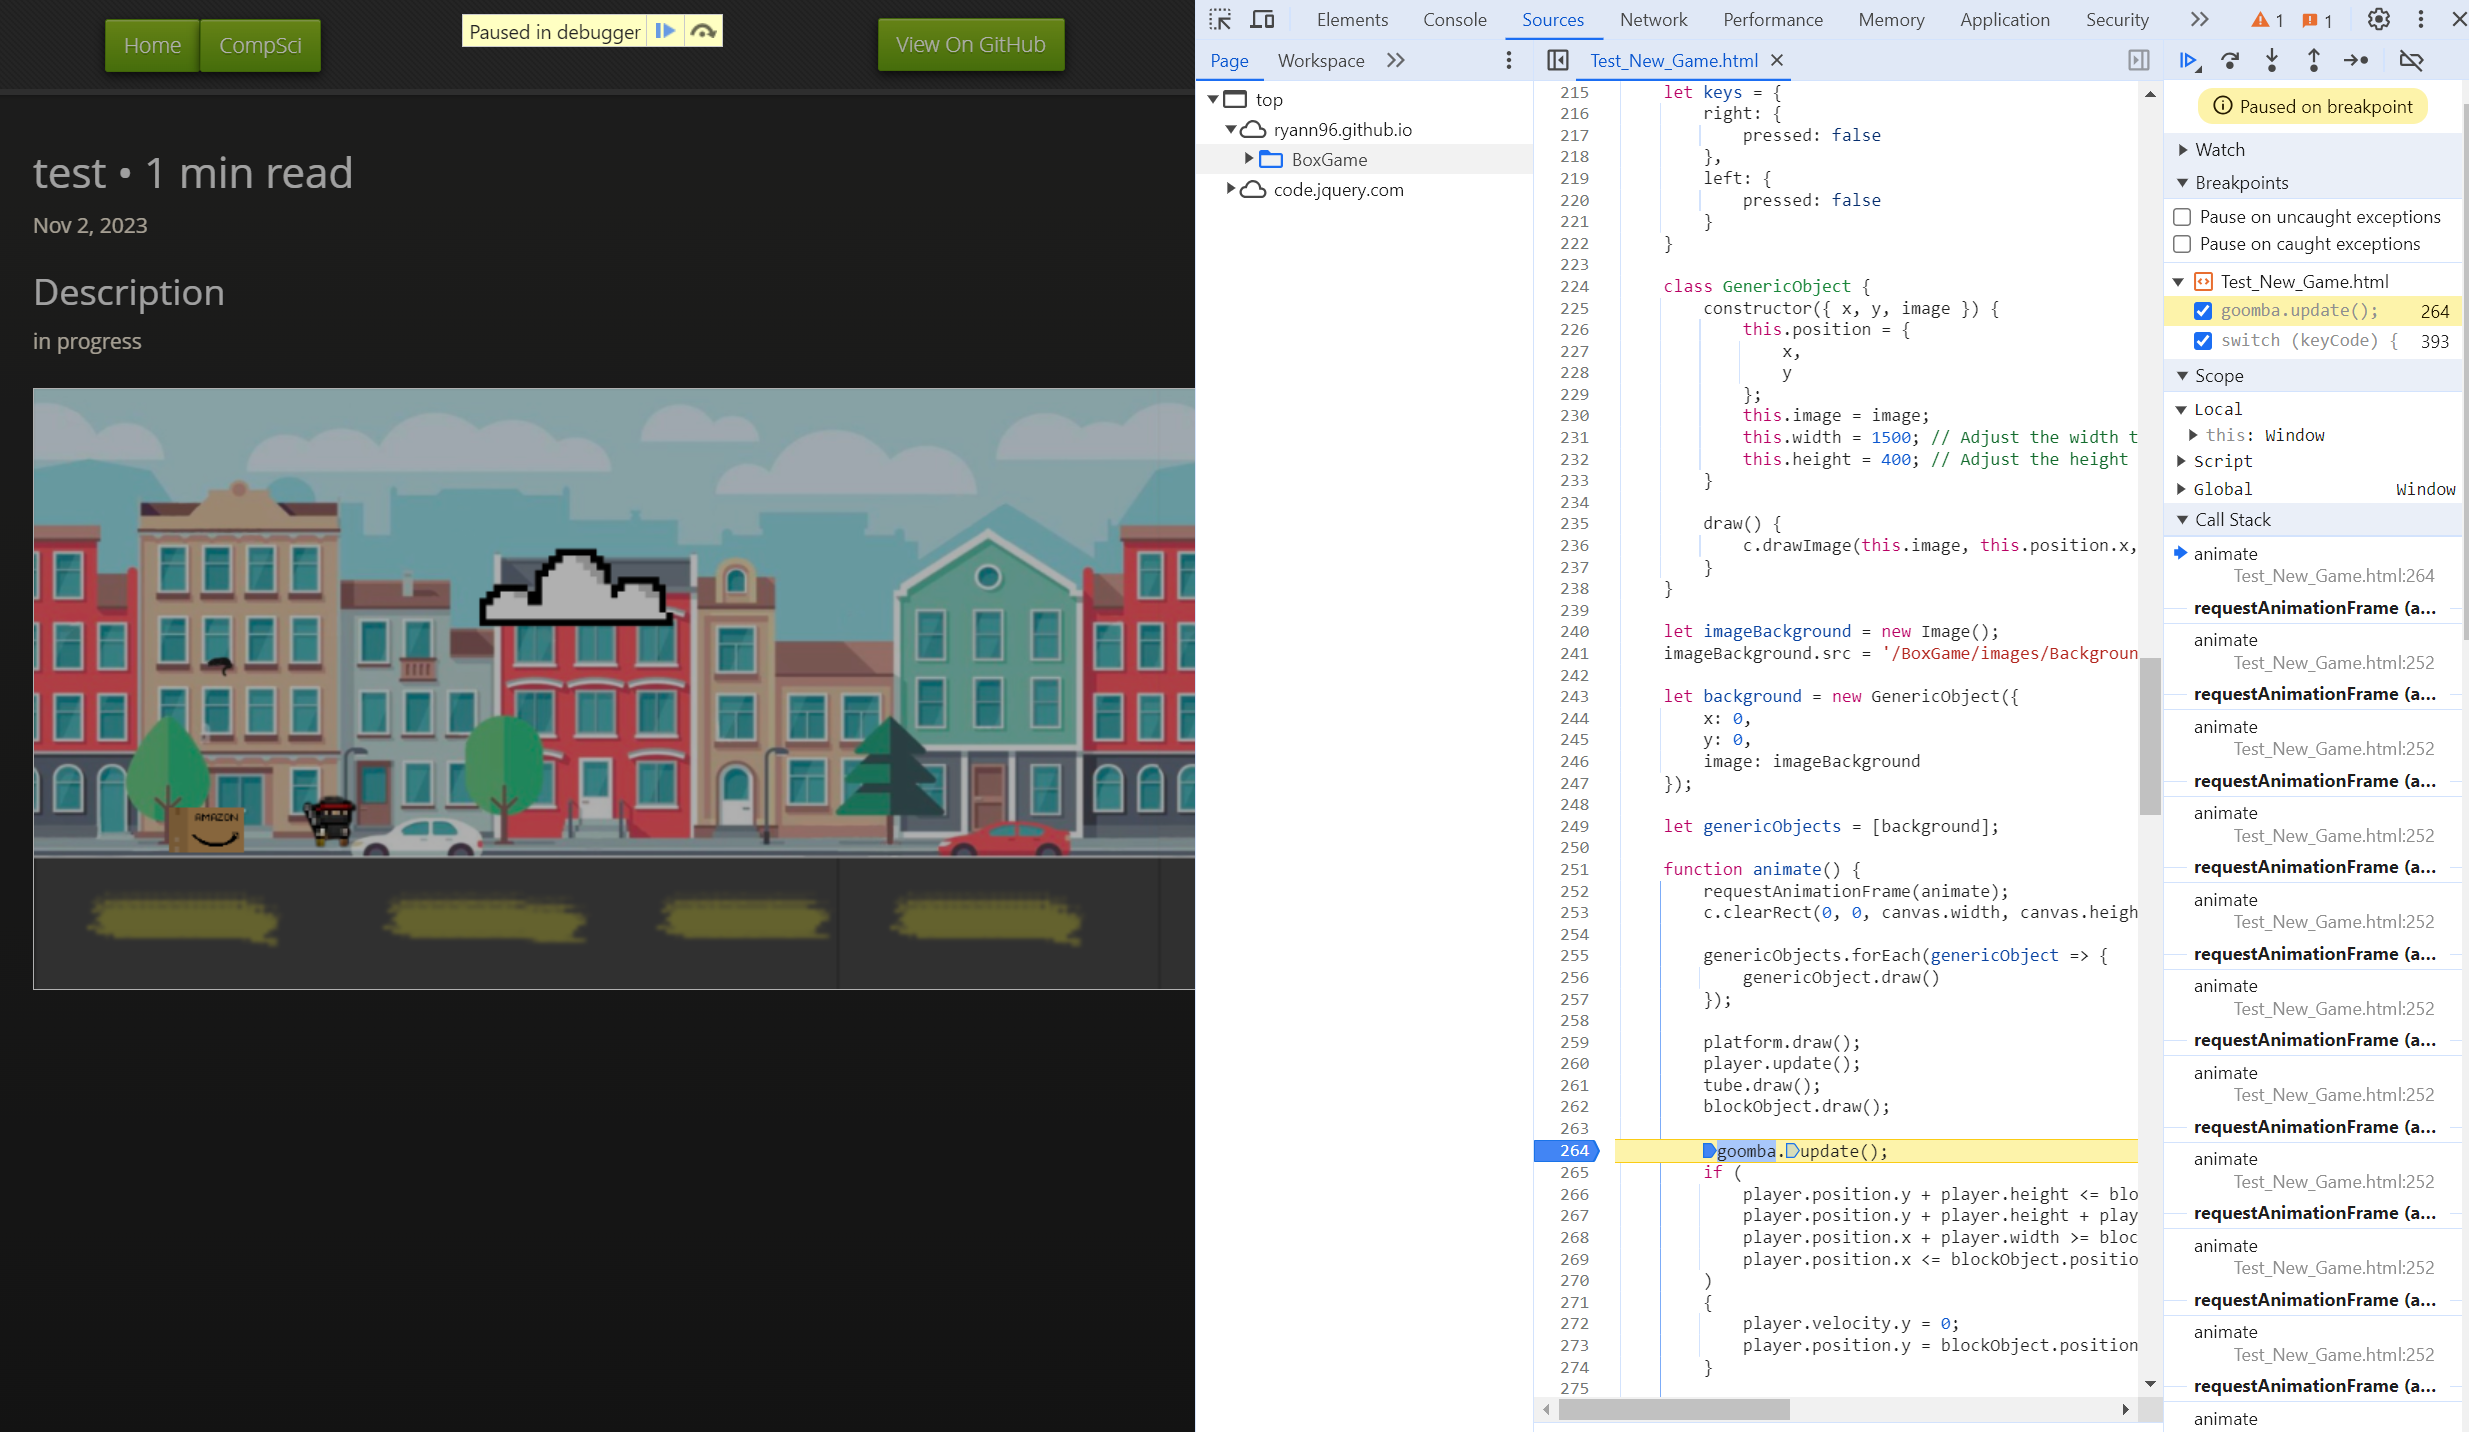 Home
CompSci
Paused in debugger
View On GitHub
test • 1 min read
Nov 2, 2023
Description
in progress
AMAZON
Elements
Console
Sources
Network
Performance
Memory
Application
Security
1
1
Page
Workspace
Test_New_Game.html
top
ryann96.github.io
BoxGame
code.jquery.com
215 let keys = {
216 right: {
217 pressed: false
218 },
219 left: {
220 pressed: false
221 }
222 }
223
224 class GenericObject {
225 constructor({ x, y, image }) {
226 this.position = {
227 x,
228 y
229 };
230 this.image = image;
231 this.width = 1500; // Adjust the width t
232 this.height = 400; // Adjust the height
233 }
234
235 draw() {
236 c.drawImage(this.image, this.position.x,
237 }
238 }
239
240 let imageBackground = new Image();
241 imageBackground.src = '/BoxGame/images/Backgroun
242
243 let background = new GenericObject({
244 x: 0,
245 y: 0,
246 image: imageBackground
247 });
248
249 let genericObjects = [background];
250
251 function animate() {
252 requestAnimationFrame(animate);
253 c.clearRect(0, 0, canvas.width, canvas.heigh
254
255 genericObjects.forEach(genericObject => {
256 genericObject.draw()
257 });
258
259 platform.draw();
260 player.update();
261 tube.draw();
262 blockObject.draw();
263
264 goomba.update();
265 if (
266 player.position.y + player.height <= blo
267 player.position.y + player.height + play
268 player.position.x + player.width >= bloc
269 player.position.x <= blockObject.positio
270 )
271 {
272 player.velocity.y = 0;
273 player.position.y = blockObject.position
274 }
275
Paused on breakpoint
Watch
Breakpoints
Pause on uncaught exceptions
Pause on caught exceptions
Test_New_Game.html
goomba.update(); 264
switch (keyCode) { 393
Scope
Local
this: Window
Script
Global Window
Call Stack
animate
Test_New_Game.html:264
requestAnimationFrame (a...
animate
Test_New_Game.html:252
requestAnimationFrame (a...
animate
Test_New_Game.html:252
requestAnimationFrame (a...
animate
Test_New_Game.html:252
requestAnimationFrame (a...
animate
Test_New_Game.html:252
requestAnimationFrame (a...
animate
Test_New_Game.html:252
requestAnimationFrame (a...
animate
Test_New_Game.html:252
requestAnimationFrame (a...
animate
Test_New_Game.html:252
requestAnimationFrame (a...
animate
Test_New_Game.html:252
requestAnimationFrame (a...
animate
Test_New_Game.html:252
requestAnimationFrame (a...
animate